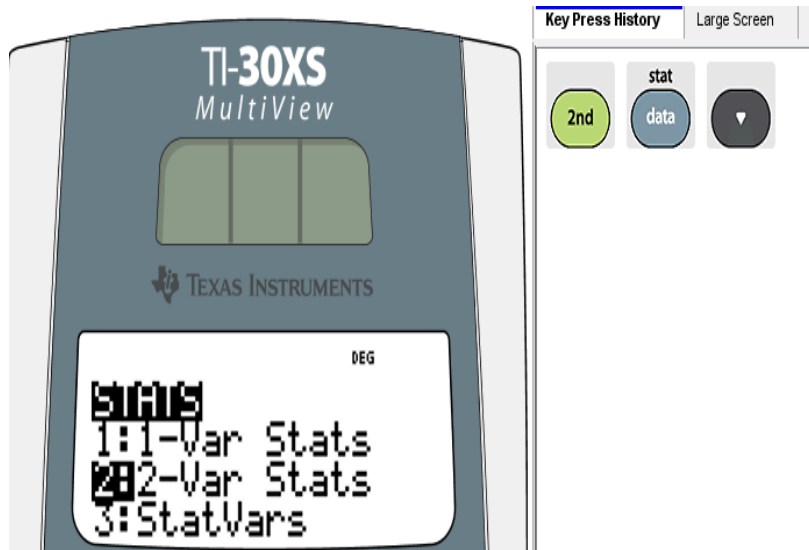 TI-30XS
MultiView
TEXAS INSTRUMENTS
DEG
STATS
1:1-Var Stats
2:2-Var Stats
3:StatVars
Key Press History
Large Screen
stat
2nd
data